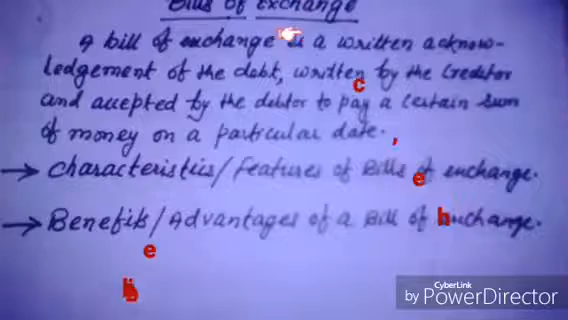 Bills of Exchange
A bill of exchange is a written acknow-
ledgement of the debt, written by the Creditor
and accepted by the debtor to pay a certain sum
of money on a particular date.
→ Characteristics/features of Bills of exchange.
→ Benefits/Advantages of a Bill of exchange.
c
,
e
h
e
CyberLink
by PowerDirector